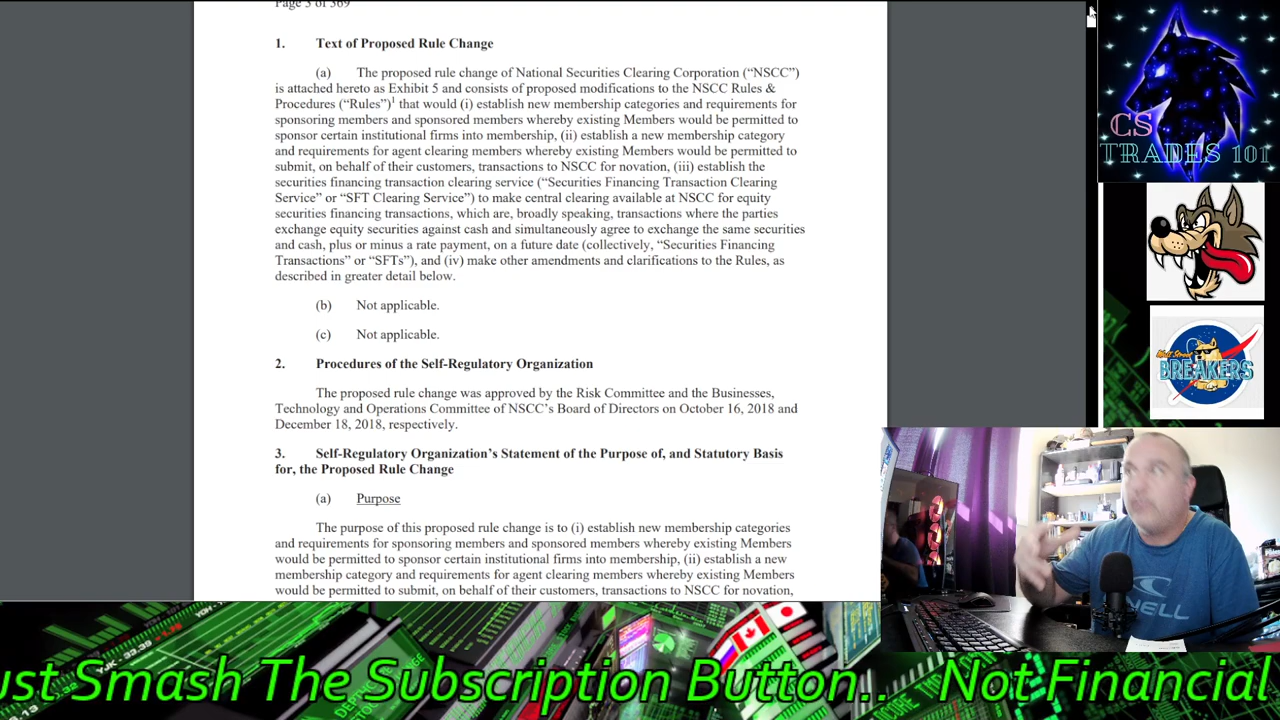 Page 3 of 369
1. Text of Proposed Rule Change
(a) The proposed rule change of National Securities Clearing Corporation (“NSCC”)
is attached hereto as Exhibit 5 and consists of proposed modifications to the NSCC Rules &
Procedures (“Rules”)1 that would (i) establish new membership categories and requirements for
sponsoring members and sponsored members whereby existing Members would be permitted to
sponsor certain institutional firms into membership, (ii) establish a new membership category
and requirements for agent clearing members whereby existing Members would be permitted to
submit, on behalf of their customers, transactions to NSCC for novation, (iii) establish the
securities financing transaction clearing service (“Securities Financing Transaction Clearing
Service” or “SFT Clearing Service”) to make central clearing available at NSCC for equity
securities financing transactions, which are, broadly speaking, transactions where the parties
exchange equity securities against cash and simultaneously agree to exchange the same securities
and cash, plus or minus a rate payment, on a future date (collectively, “Securities Financing
Transactions” or “SFTs”), and (iv) make other amendments and clarifications to the Rules, as
described in greater detail below.
(b) Not applicable.
(c) Not applicable.
2. Procedures of the Self-Regulatory Organization
The proposed rule change was approved by the Risk Committee and the Businesses,
Technology and Operations Committee of NSCC’s Board of Directors on October 16, 2018 and
December 18, 2018, respectively.
3. Self-Regulatory Organization’s Statement of the Purpose of, and Statutory Basis
for, the Proposed Rule Change
(a) Purpose
The purpose of this proposed rule change is to (i) establish new membership categories
and requirements for sponsoring members and sponsored members whereby existing Members
would be permitted to sponsor certain institutional firms into membership, (ii) establish a new
membership category and requirements for agent clearing members whereby existing Members
would be permitted to submit, on behalf of their customers, transactions to NSCC for novation,
CS
TRADES 101
Wall Street
BREAKERS
ust Smash The Subscription Button.. Not Financial